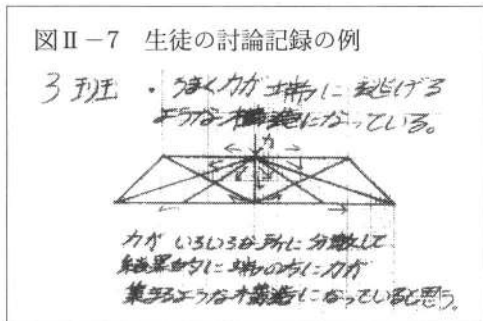 図Ⅱ－7　生徒の討論記録の例
3班・うまく力が端に逃げる
ような構造になっている。
力
力がいろいろな所に分散して
結果的に端の方に力が
集まるような構造になっていると思う。